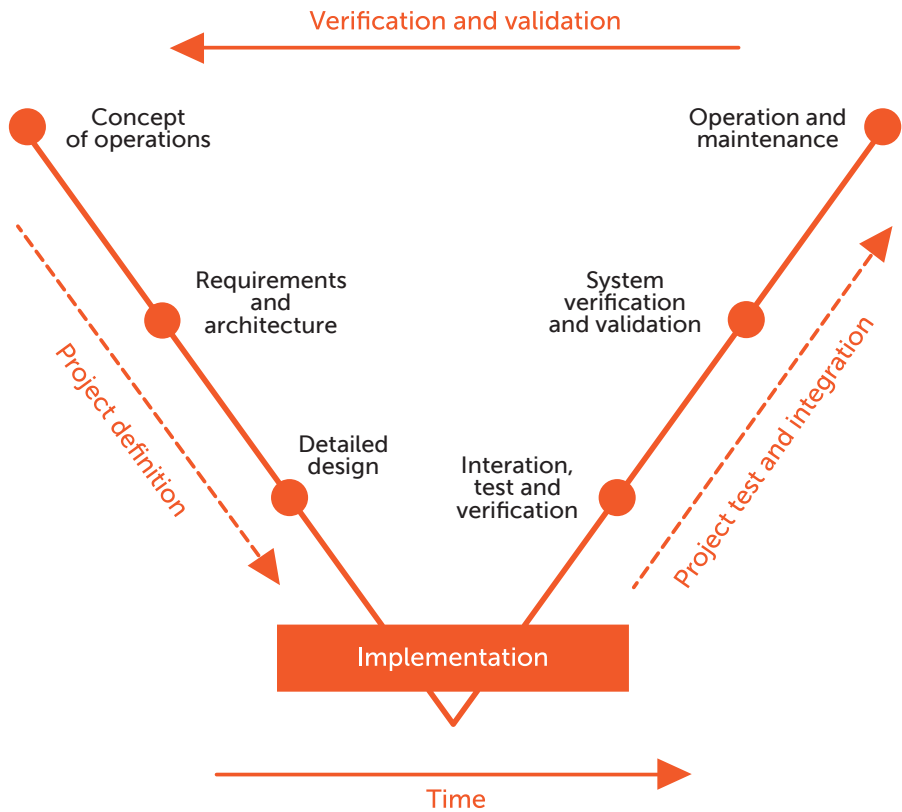 Verification and validation
Concept
of operations
Operation and
maintenance
Requirements
and
architecture
System
verification
and validation
Project definition
Project test and integration
Detailed
design
Interation,
test and
verification
Implementation
Time